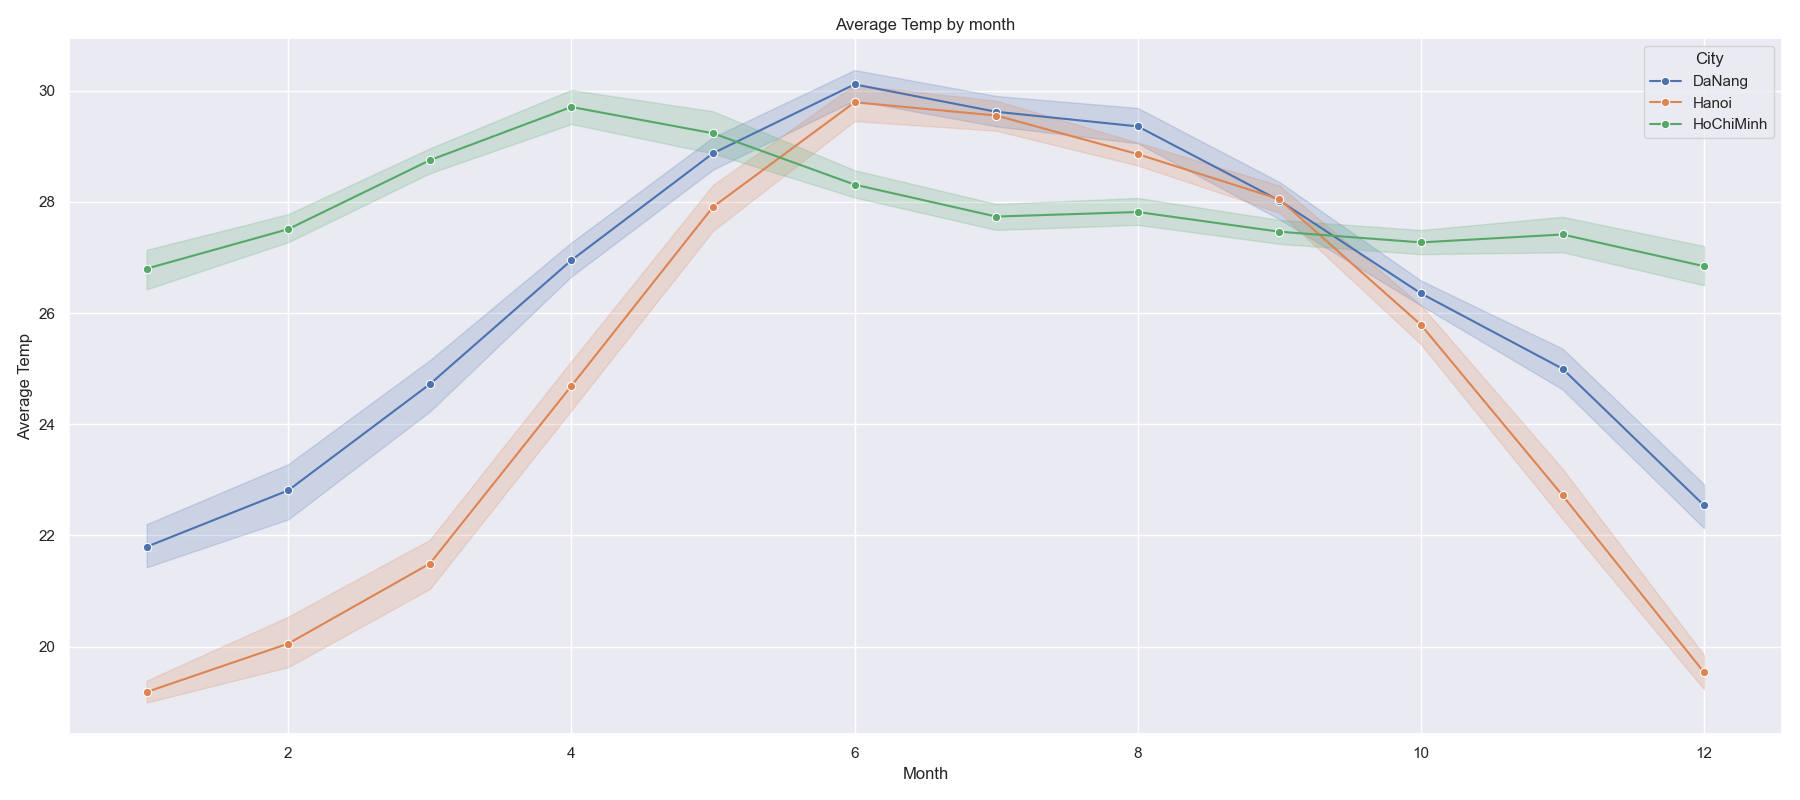 Average Temp by month
City
DaNang
Hanoi
HoChiMinh
30
28
26
24
22
20
Average Temp
2 4 6 8 10 12
Month